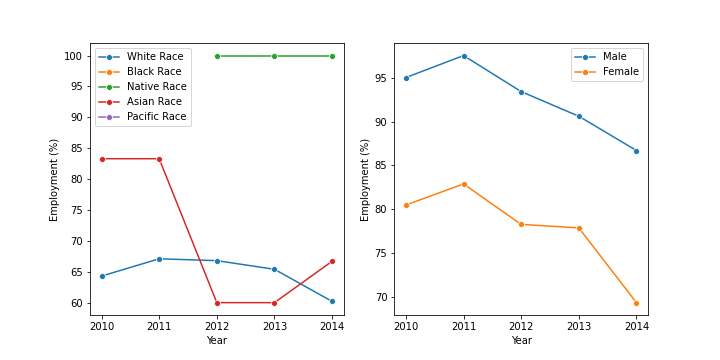 White Race
Black Race
Native Race
Asian Race
Pacific Race
100
95
90
85
80
75
70
65
60
Employment (%)
2010 2011 2012 2013 2014
Year
Male
Female
95
90
85
80
75
70
Employment (%)
2010 2011 2012 2013 2014
Year